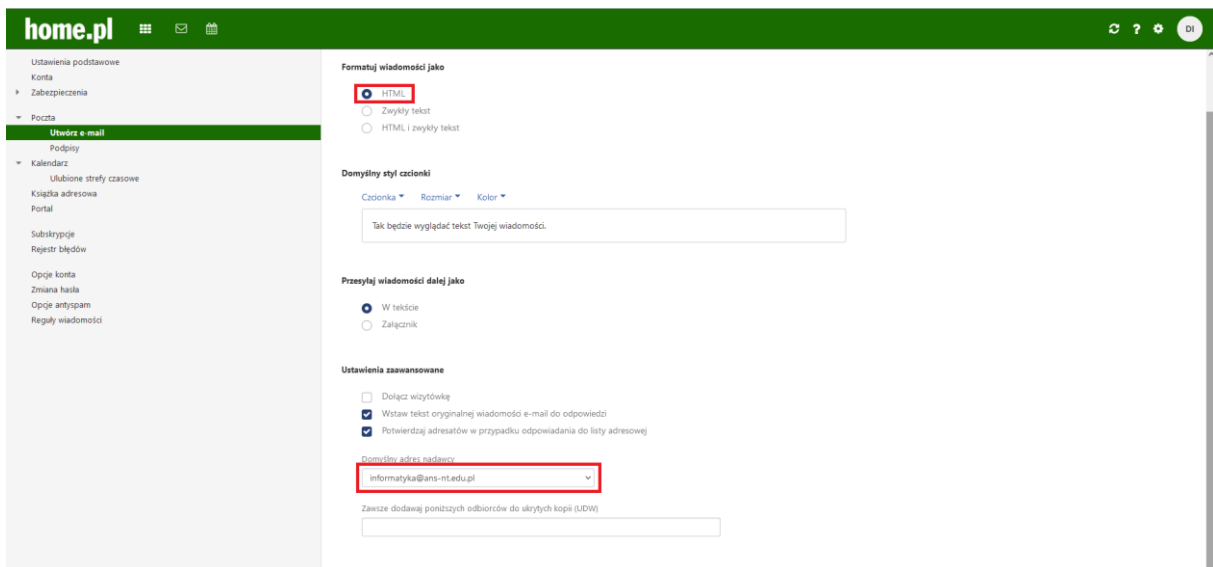 home.pl
DI
Ustawienia podstawowe
Konta
Zabezpieczenia
Poczta
Utwórz e-mail
Podpisy
Kalendarz
Ulubione strefy czasowe
Książka adresowa
Portal
Subskrypcje
Rejestr błędów
Opcje konta
Zmiana hasła
Opcje antyspam
Reguły wiadomości
Formatuj wiadomości jako
HTML
Zwykły tekst
HTML i zwykły tekst
Domyślny styl czcionki
Czcionka Rozmiar Kolor
Tak będzie wyglądać tekst Twojej wiadomości.
Przesyłaj wiadomości dalej jako
W tekście
Załącznik
Ustawienia zaawansowane
Dołącz wizytówkę
Wstaw tekst oryginalnej wiadomości e-mail do odpowiedzi
Potwierdzaj adresatów w przypadku odpowiadania do listy adresowej
Domyślny adres nadawcy
informatyka@ans-nt.edu.pl
Zawsze dodawaj poniższych odbiorców do ukrytych kopii (UDW)